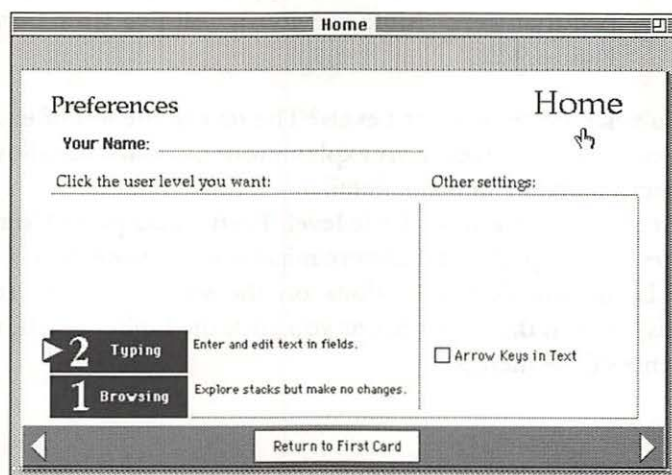 Home
Preferences
Home
Your Name:
Click the user level you want:
Other settings:
2 Typing
Enter and edit text in fields.
Arrow Keys in Text
1 Browsing
Explore stacks but make no changes.
Return to First Card